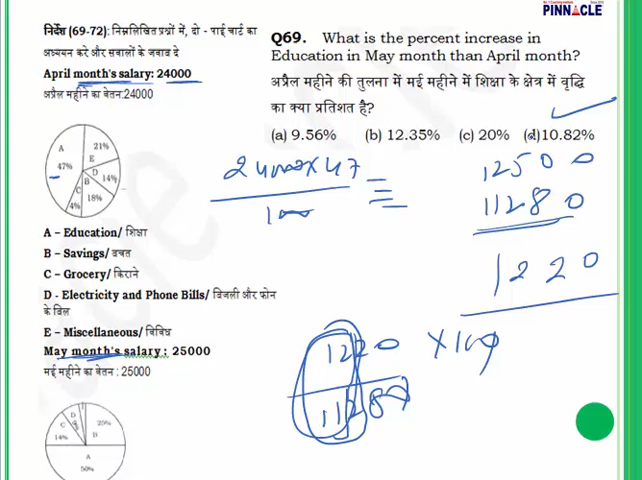 PINNACLE
निर्देश (69-72): निम्नलिखित प्रश्नों में, दो - पाई चार्ट का
अध्ययन करे और सवालों के जवाब दे
April month's salary: 24000
अप्रैल महीने का वेतन:24000
A
47%
21%
E
D
14%
B
18%
C
4%
A – Education/ शिक्षा
B – Savings/ बचत
C – Grocery/ किराने
D - Electricity and Phone Bills/ बिजली और फोन
के बिल
E – Miscellaneous/ विविध
May month's salary: 25000
मई महीने का वेतन : 25000
D
C
14%
25%
B
A
50%
Q69. What is the percent increase in
Education in May month than April month?
अप्रैल महीने की तुलना में मई महीने में शिक्षा के क्षेत्र में वृद्धि
का क्या प्रतिशत है?
(a) 9.56% (b) 12.35% (c) 20% (d)10.82%
24000x47
100
=
12500
11280
1220
1220 x100
11280